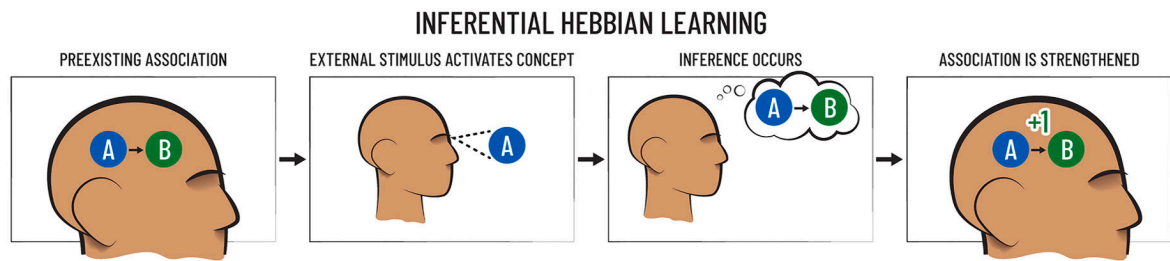 INFERENTIAL HEBBIAN LEARNING
PREEXISTING ASSOCIATION
A B
EXTERNAL STIMULUS ACTIVATES CONCEPT
A
INFERENCE OCCURS
A B
ASSOCIATION IS STRENGTHENED
+1
A B